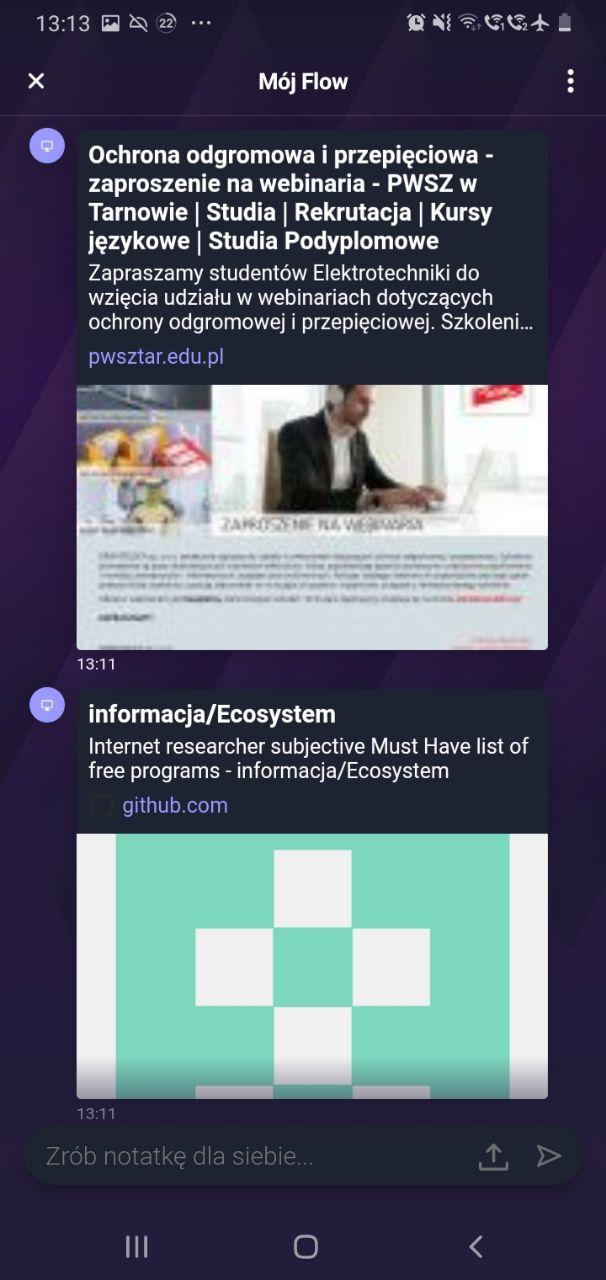 13:13 22
Mój Flow
Ochrona odgromowa i przepięciowa -
zaproszenie na webinaria - PWSZ w
Tarnowie | Studia | Rekrutacja | Kursy
językowe | Studia Podyplomowe
Zapraszamy studentów Elektrotechniki do
wzięcia udziału w webinariach dotyczących
ochrony odgromowej i przepięciowej. Szkoleni...
pwsztar.edu.pl
ZAPROSZENIE NA WEBINARIA
13:11
informacja/Ecosystem
Internet researcher subjective Must Have list of
free programs - informacja/Ecosystem
github.com
13:11
Zrób notatkę dla siebie...